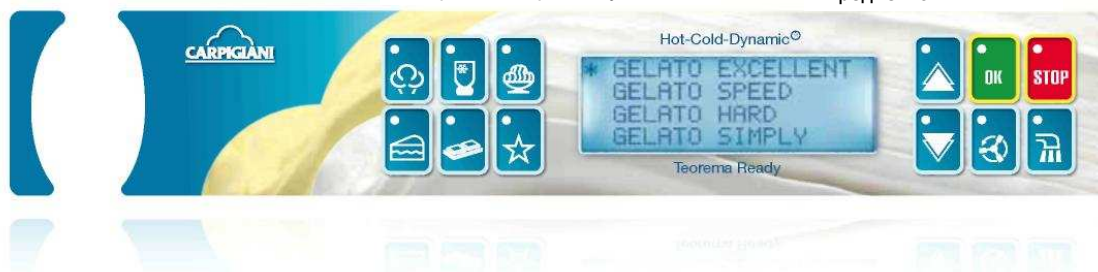 CARPIGIANI
Hot-Cold-Dynamic©
* GELATO EXCELLENT
GELATO SPEED
GELATO HARD
GELATO SIMPLY
Teorema Ready
OK
STOP